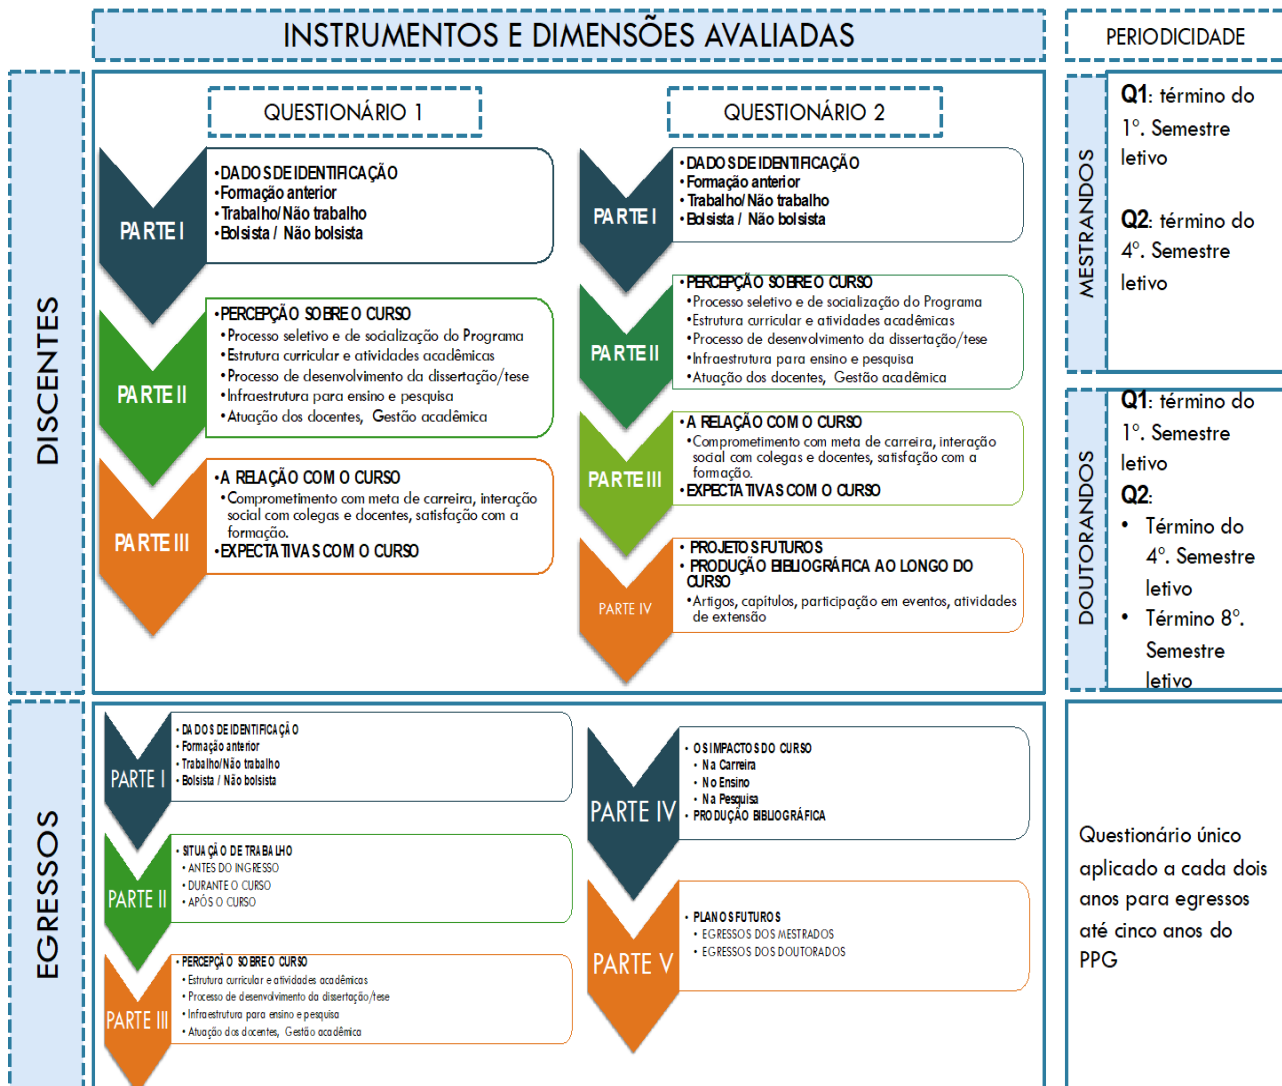 INSTRUMENTOS E DIMENSÕES AVALIADAS
PERIODICIDADE
DISCENTES
QUESTIONÁRIO 1
PARTE I
•DADOS DE IDENTIFICAÇÃO
•Formação anterior
•Trabalho/Não trabalho
•Bolsista / Não bolsista
PARTE II
•PERCEPÇÃO SOBRE O CURSO
•Processo seletivo e de socialização do Programa
•Estrutura curricular e atividades acadêmicas
•Processo de desenvolvimento da dissertação/tese
•Infraestrutura para ensino e pesquisa
•Atuação dos docentes, Gestão acadêmica
PARTE III
•A RELAÇÃO COM O CURSO
•Comprometimento com meta de carreira, interação
social com colegas e docentes, satisfação com a
formação.
•EXPECTATIVAS COM O CURSO
QUESTIONÁRIO 2
PARTE I
•DADOS DE IDENTIFICAÇÃO
•Formação anterior
•Trabalho/Não trabalho
•Bolsista / Não bolsista
PARTE II
•PERCEPÇÃO SOBRE O CURSO
•Processo seletivo e de socialização do Programa
•Estrutura curricular e atividades acadêmicas
•Processo de desenvolvimento da dissertação/tese
•Infraestrutura para ensino e pesquisa
•Atuação dos docentes, Gestão acadêmica
PARTE III
•A RELAÇÃO COM O CURSO
•Comprometimento com meta de carreira, interação
social com colegas e docentes, satisfação com a
formação.
•EXPECTATIVAS COM O CURSO
PARTE IV
• PROJETOS FUTUROS
• PRODUÇÃO BIBLIOGRÁFICA AO LONGO DO
CURSO
•Artigos, capítulos, participação em eventos, atividades
de extensão
MESTRANDOS
Q1: término do
1º. Semestre
letivo
Q2: término do
4º. Semestre
letivo
DOUTORANDOS
Q1: término do
1º. Semestre
letivo
Q2:
• Término do
4º. Semestre
letivo
• Término 8º.
Semestre
letivo
EGRESSOS
PARTE I
• DADOS DE IDENTIFICAÇÃO
• Formação anterior
• Trabalho/Não trabalho
• Bolsista / Não bolsista
PARTE II
• SITUAÇÃO DE TRABALHO
• ANTES DO INGRESSO
• DURANTE O CURSO
• APÓS O CURSO
PARTE III
• PERCEPÇÃO SOBRE O CURSO
• Estrutura curricular e atividades acadêmicas
• Processo de desenvolvimento da dissertação/tese
• Infraestrutura para ensino e pesquisa
• Atuação dos docentes, Gestão acadêmica
PARTE IV
• OS IMPACTOS DO CURSO
• Na Carreira
• No Ensino
• Na Pesquisa
• PRODUÇÃO BIBLIOGRÁFICA
PARTE V
• PLANOS FUTUROS
• EGRESSOS DOS MESTRADOS
• EGRESSOS DOS DOUTORADOS
Questionário único
aplicado a cada dois
anos para egressos
até cinco anos do
PPG